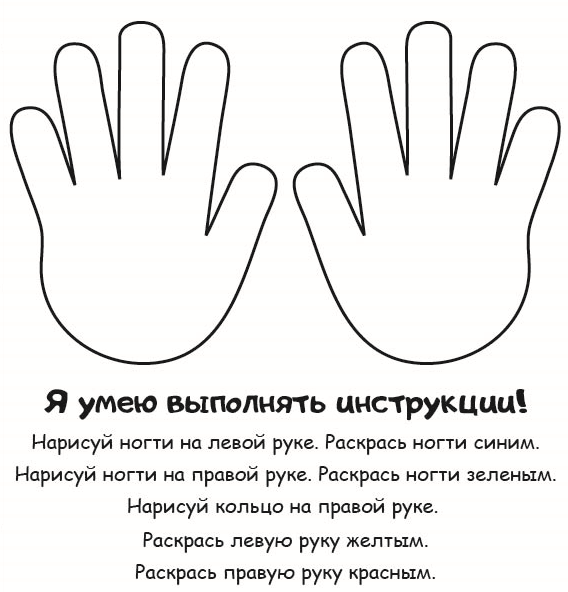 Я умею выполнять инструкции!
Нарисуй ногти на левой руке. Раскрась ногти синим.
Нарисуй ногти на правой руке. Раскрась ногти зеленым.
Нарисуй кольцо на правой руке.
Раскрась левую руку желтым.
Раскрась правую руку красным.